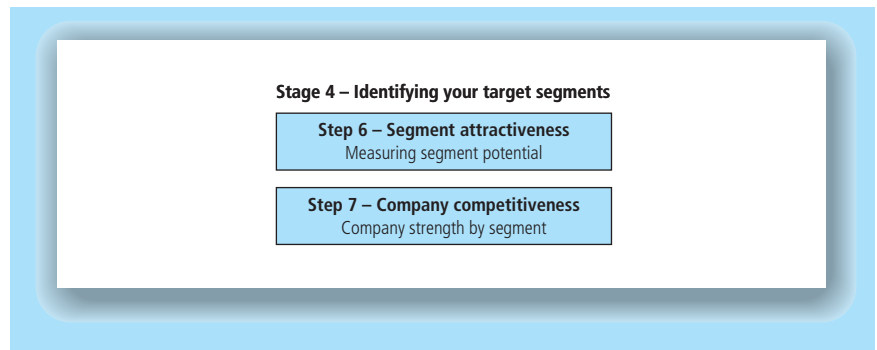 Stage 4 – Identifying your target segments
Step 6 – Segment attractiveness
Measuring segment potential
Step 7 – Company competitiveness
Company strength by segment